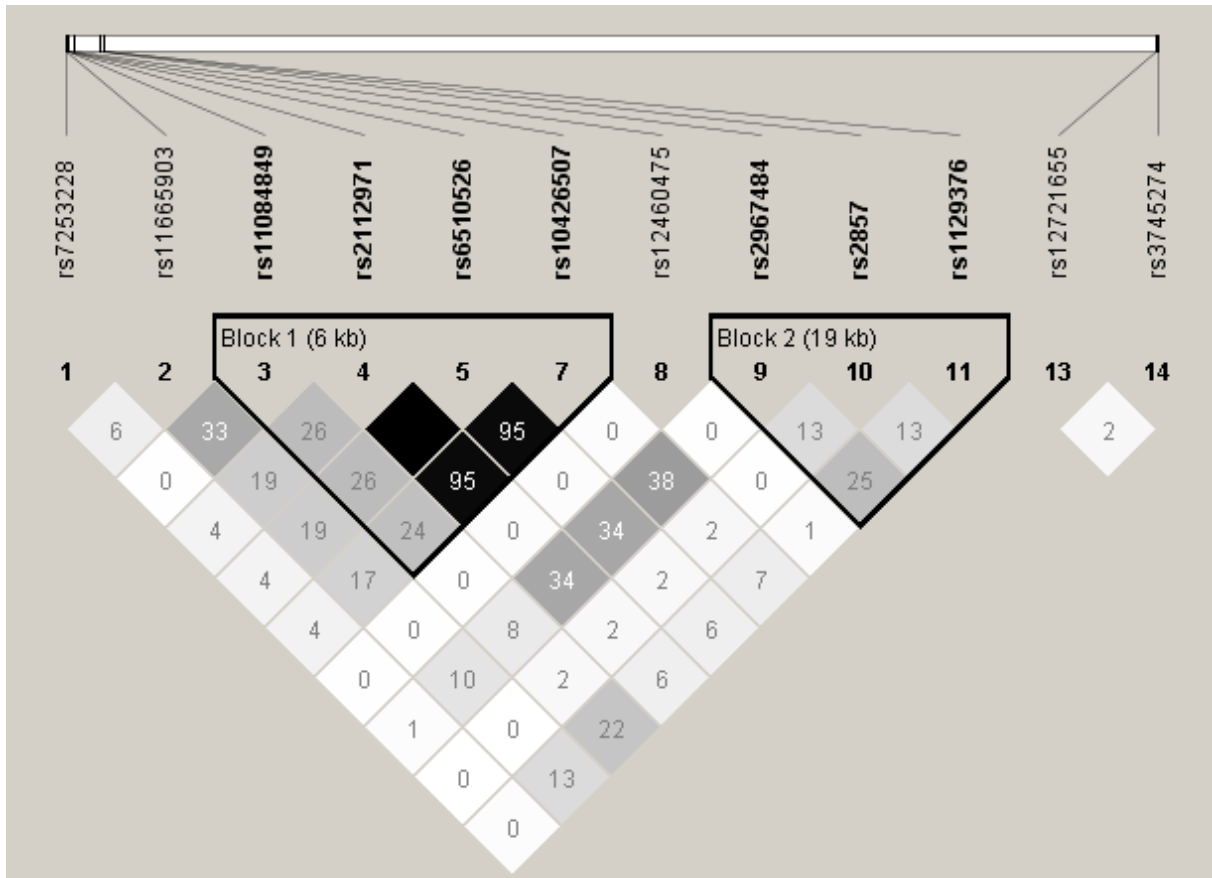 rs7253228
rs11665903
rs11084849
rs2112971
rs6510526
rs10426507
rs12460475
rs2967484
rs2857
rs1129376
rs12721655
rs3745274
Block 1 (6 kb)
Block 2 (19 kb)
1 2 3 4 5 7 8 9 10 11 13 14
6 33 26 95 0 0 13 13 2
0 19 26 95 0 38 0 25
4 19 24 0 34 2 1
4 17 0 34 2 7
4 0 8 2 6
0 10 2 6
1 0 22
0 13
0